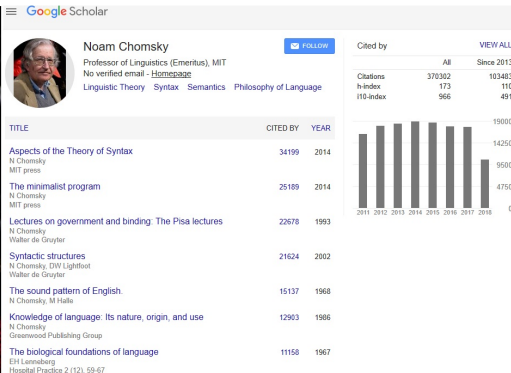 Google Scholar
Noam Chomsky
FOLLOW
Professor of Linguistics (Emeritus), MIT
No verified email - Homepage
Linguistic Theory Syntax Semantics Philosophy of Language
TITLE CITED BY YEAR
Aspects of the Theory of Syntax 34199 2014
N Chomsky
MIT press
The minimalist program 25189 2014
N Chomsky
MIT press
Lectures on government and binding: The Pisa lectures 22678 1993
N Chomsky
Walter de Gruyter
Syntactic structures 21624 2002
N Chomsky, DW Lightfoot
Walter de Gruyter
The sound pattern of English. 15137 1968
N Chomsky, M Halle
Knowledge of language: Its nature, origin, and use 12903 1986
N Chomsky
Greenwood Publishing Group
The biological foundations of language 11158 1967
EH Lenneberg
Hospital Practice 2 (12), 59-67
Cited by VIEW ALL
All Since 2013
Citations 370302 103483
h-index 173 110
i10-index 966 491
19000
14250
9500
4750
0
2011 2012 2013 2014 2015 2016 2017 2018